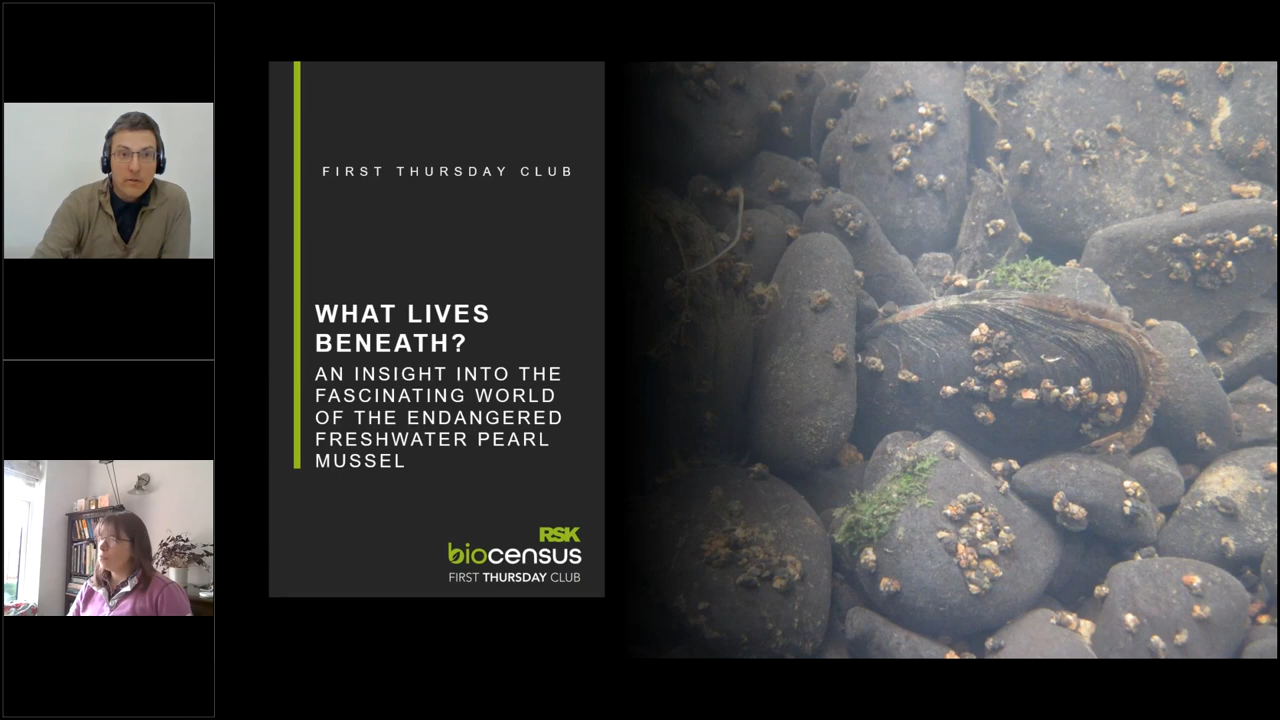 FIRST THURSDAY CLUB
WHAT LIVES
BENEATH?
AN INSIGHT INTO THE
FASCINATING WORLD
OF THE ENDANGERED
FRESHWATER PEARL
MUSSEL
RSK
biocensus
FIRST THURSDAY CLUB